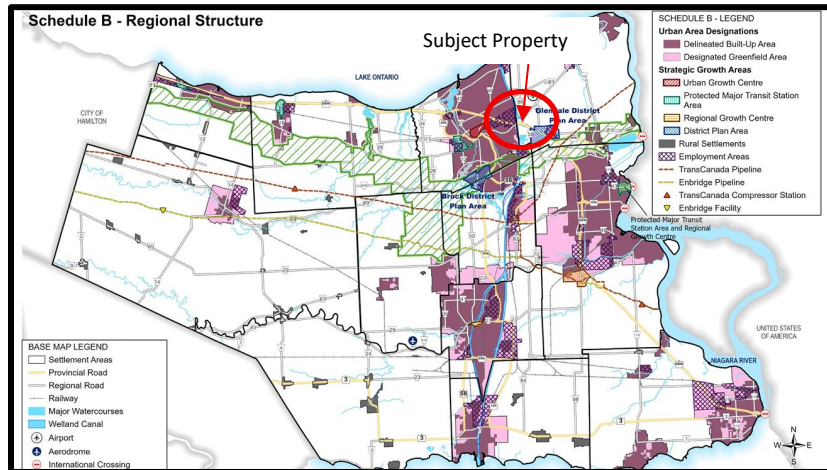 Schedule B - Regional Structure
Subject Property
LAKE ONTARIO
CITY OF
HAMILTON
Glendale District
Plan Area
Brock District
Plan Area
Protected Major Transit
Station Area and Regional
Growth Centre
UNITED STATES
OF AMERICA
NIAGARA RIVER
3
3
3
SCHEDULE B - LEGEND
Urban Area Designations
Delineated Built-Up Area
Designated Greenfield Area
Strategic Growth Areas
Urban Growth Centre
Protected Major Transit Station
Area
Regional Growth Centre
District Plan Area
Rural Settlements
Employment Areas
TransCanada Pipeline
Enbridge Pipeline
TransCanada Compressor Station
Enbridge Facility
BASE MAP LEGEND
Settlement Areas
Provincial Road
Regional Road
Railway
Major Watercourses
Welland Canal
Airport
Aerodrome
International Crossing
N
W
E
S